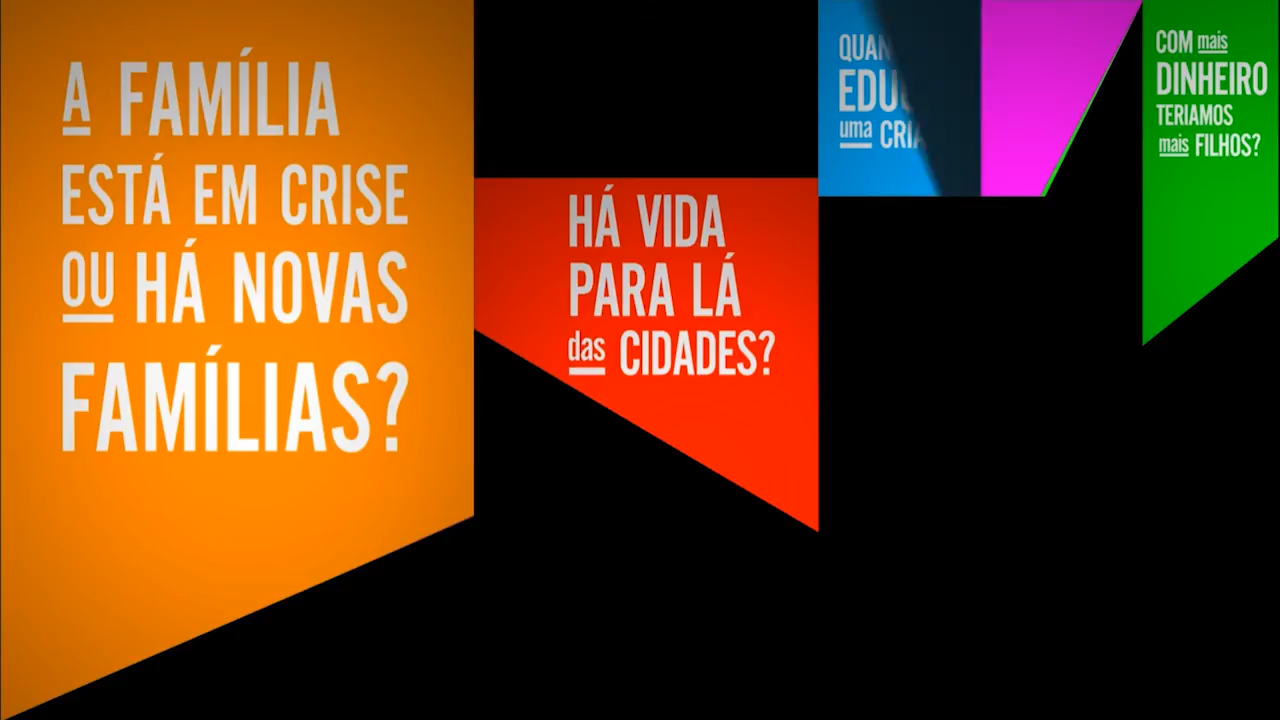 A FAMÍLIA
ESTÁ EM CRISE
OU HÁ NOVAS
FAMÍLIAS?
HÁ VIDA
PARA LÁ
das CIDADES?
uma
COM mais
DINHEIRO
TERIAMOS
mais FILHOS?